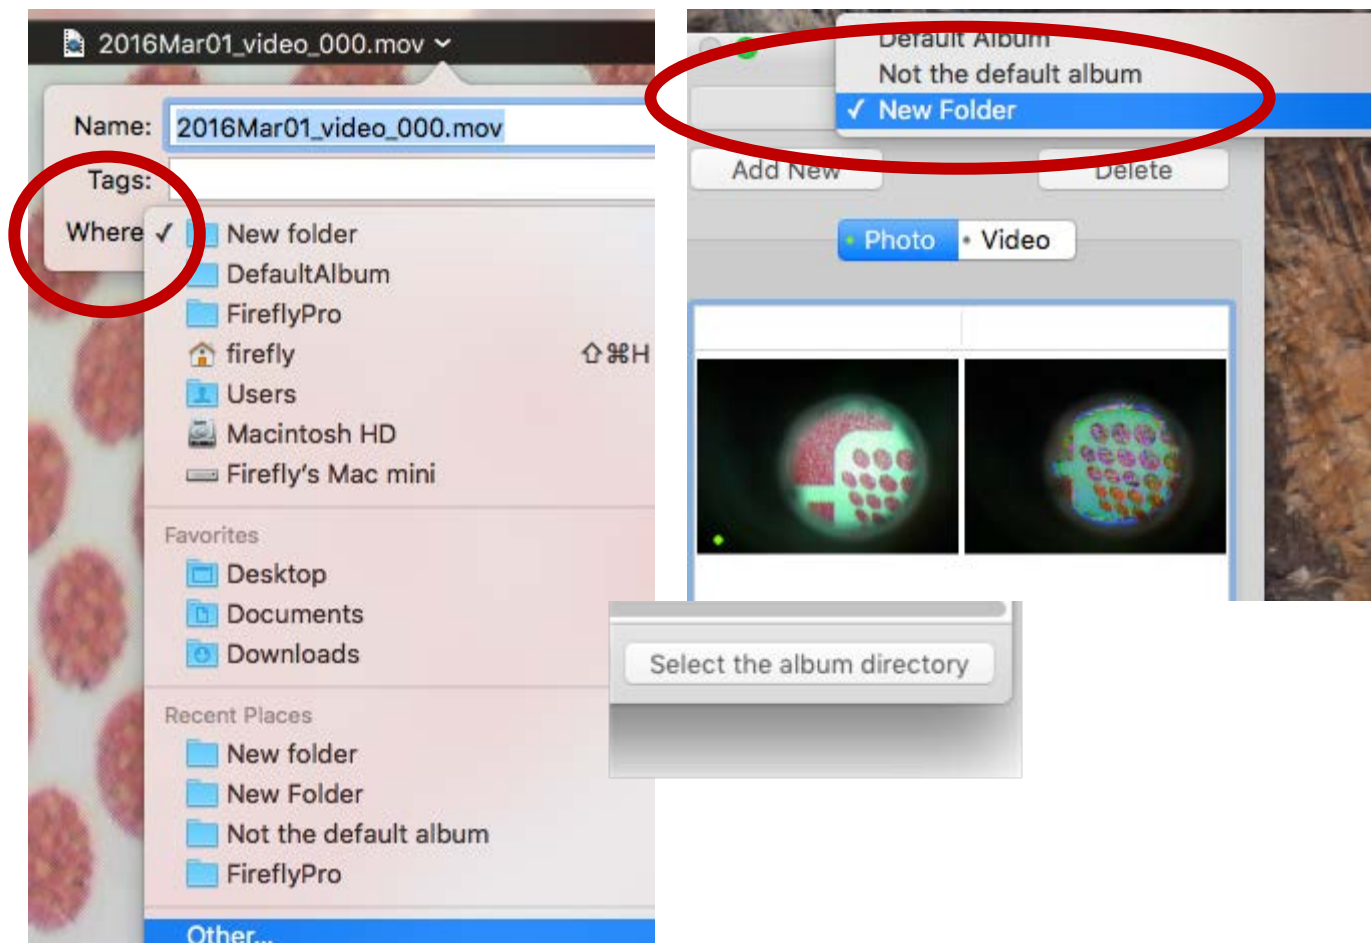 2016Mar01_video_000.mov
Name: 2016Mar01_video_000.mov
Tags:
Where
✓ New folder
DefaultAlbum
FireflyPro
firefly ⇧⌘H
Users
Macintosh HD
Firefly's Mac mini
Favorites
Desktop
Documents
Downloads
Recent Places
New folder
New Folder
Not the default album
FireflyPro
Other...
Default Album
Not the default album
✓ New Folder
Add New
Delete
Photo
Video
Select the album directory